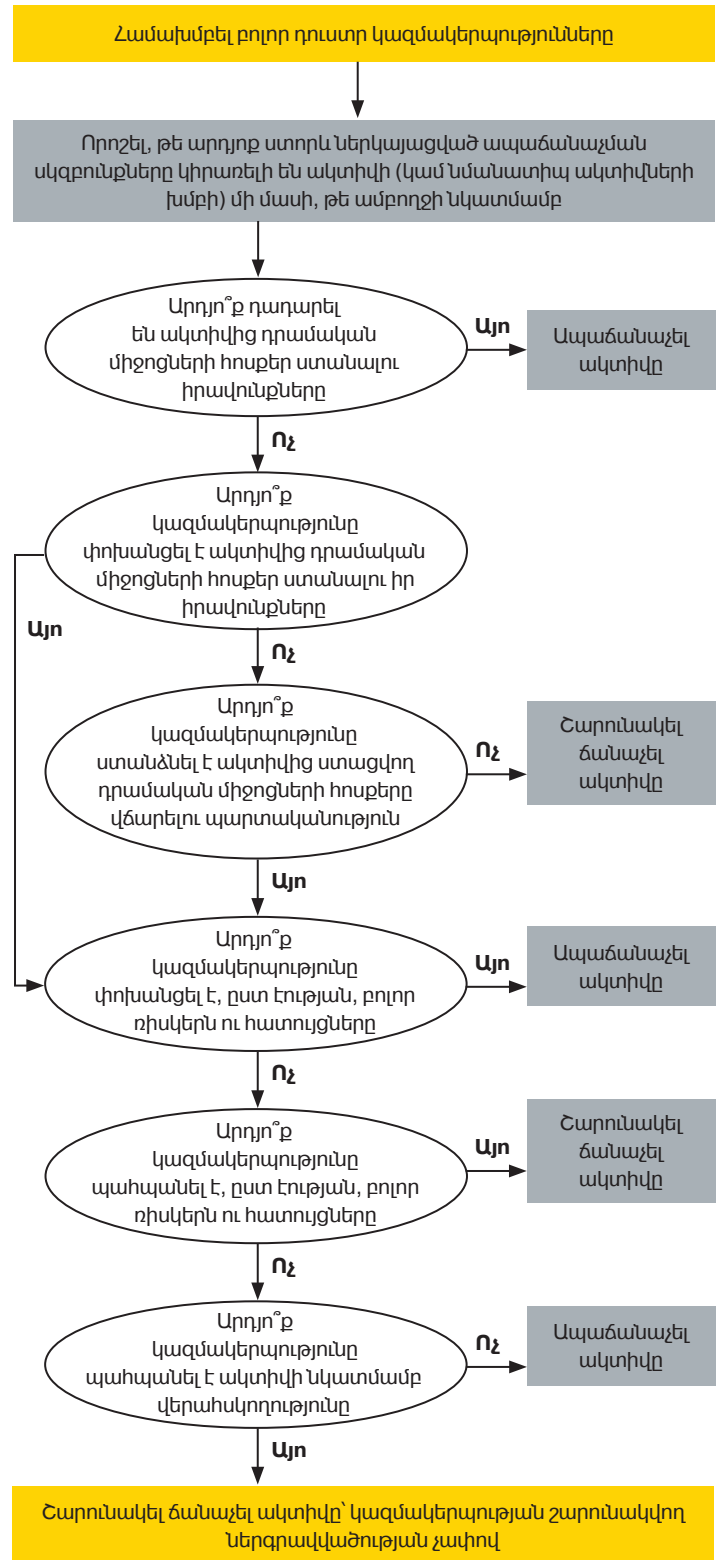 Համախմբել բոլոր դուստր կազմակերպությունները
Որոշել, թե արդյոք ստորև ներկայացված ապաճանաչման
սկզբունքները կիրառելի են ակտիվի (կամ նմանատիպ ակտիվների
խմբի) մի մասի, թե ամբողջի նկատմամբ
Արդյո՞ք դադարել
են ակտիվից դրամական
միջոցների հոսքեր ստանալու
իրավունքները
Այո
Ապաճանաչել
ակտիվը
Ոչ
Արդյո՞ք
կազմակերպությունը
փոխանցել է ակտիվից դրամական
միջոցների հոսքեր ստանալու իր
իրավունքները
Այո
Ոչ
Արդյո՞ք
կազմակերպությունը
ստանձնել է ակտիվից ստացվող
դրամական միջոցների հոսքերը
վճարելու պարտականություն
Ոչ
Շարունակել
ճանաչել
ակտիվը
Այո
Արդյո՞ք
կազմակերպությունը
փոխանցել է, ըստ էության, բոլոր
ռիսկերն ու հատույցները
Այո
Ապաճանաչել
ակտիվը
Ոչ
Արդյո՞ք
կազմակերպությունը
պահպանել է, ըստ էության, բոլոր
ռիսկերն ու հատույցները
Այո
Շարունակել
ճանաչել
ակտիվը
Ոչ
Արդյո՞ք
կազմակերպությունը
պահպանել է ակտիվի նկատմամբ
վերահսկողությունը
Ոչ
Ապաճանաչել
ակտիվը
Այո
Շարունակել ճանաչել ակտիվը՝ կազմակերպության շարունակվող
ներգրավվածության չափով